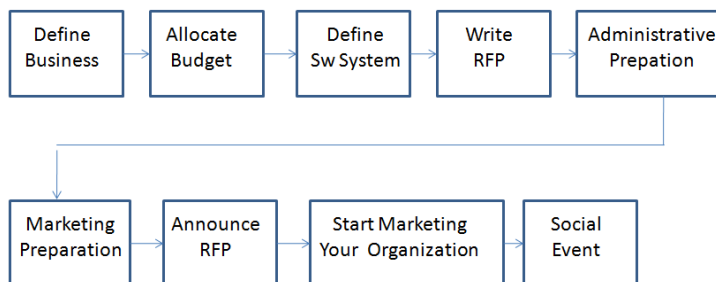 Define
Business
Allocate
Budget
Define
Sw System
Write
RFP
Administrative
Prepation
Marketing
Preparation
Announce
RFP
Start Marketing
Your Organization
Social
Event